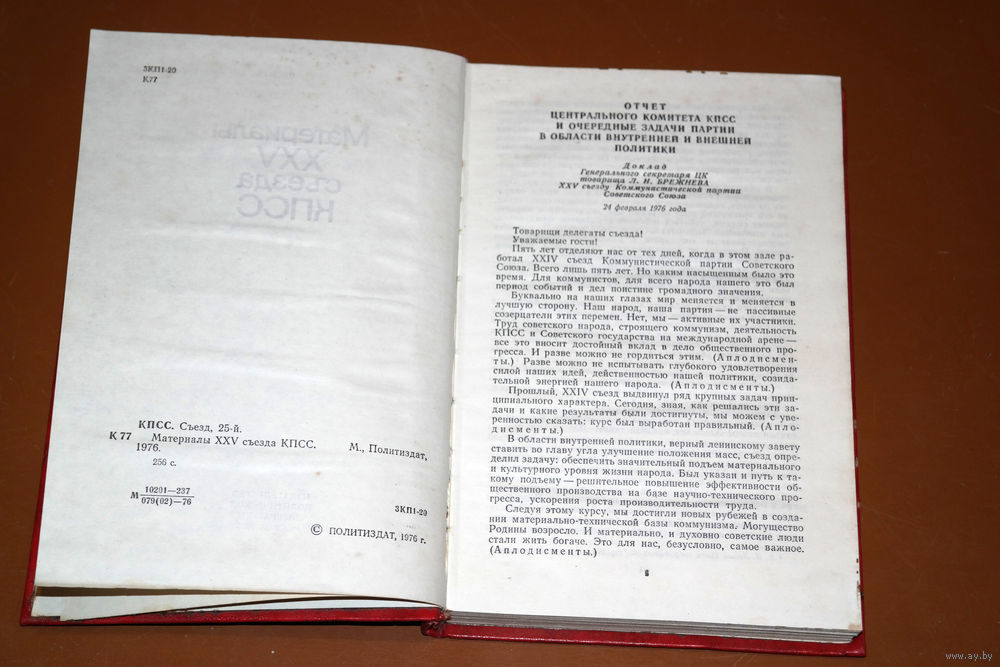 3КП1-20
К77
Материалы
XXV
съезда
КПСС
КПСС. Съезд, 25-й.
К 77 Материалы XXV съезда КПСС. М., Политиздат,
1976.
256 с.
М 10201—237
079(02)—76
3КП1-20
© ПОЛИТИЗДАТ, 1976 г.
ОТЧЕТ
ЦЕНТРАЛЬНОГО КОМИТЕТА КПСС
И ОЧЕРЕДНЫЕ ЗАДАЧИ ПАРТИИ
В ОБЛАСТИ ВНУТРЕННЕЙ И ВНЕШНЕЙ
ПОЛИТИКИ
Доклад
Генерального секретаря ЦК
товарища Л. И. БРЕЖНЕВА
XXV съезду Коммунистической партии
Советского Союза
24 февраля 1976 года
Товарищи делегаты съезда!
Уважаемые гости!
Пять лет отделяют нас от тех дней, когда в этом зале ра-
ботал XXIV съезд Коммунистической партии Советского
Союза. Всего лишь пять лет. Но каким насыщенным было это
время. Для коммунистов, для всего народа нашего это был
период событий и дел поистине громадного значения.
Буквально на наших глазах мир меняется и меняется в
лучшую сторону. Наш народ, наша партия — не пассивные
созерцатели этих перемен. Нет, мы — активные их участники.
Труд советского народа, строящего коммунизм, деятельность
КПСС и Советского государства на международной арене —
все это вносит достойный вклад в дело общественного про-
гресса. И разве можно не гордиться этим. (Аплодисмен-
ты.) Разве можно не испытывать глубокого удовлетворения
силой наших идей, действенностью нашей политики, созида-
тельной энергией нашего народа. (Аплодисменты.)
Прошлый, XXIV съезд выдвинул ряд крупных задач прин-
ципиального характера. Сегодня, зная, как решались эти за-
дачи и какие результаты были достигнуты, мы можем с уве-
ренностью сказать: курс был выработан правильный. (Апло-
дисменты.)
В области внутренней политики, верный ленинскому завету
ставить во главу угла улучшение положения масс, съезд опре-
делил задачу: обеспечить значительный подъем материального
и культурного уровня жизни народа. Был указан и путь к та-
кому подъему — решительное повышение эффективности об-
щественного производства на базе научно-технического про-
гресса, ускорения роста производительности труда.
Следуя этому курсу, мы достигли новых рубежей в созда-
нии материально-технической базы коммунизма. Могущество
Родины возросло. И материально, и духовно советские люди
стали жить богаче. Это для нас, безусловно, самое важное.
(Аплодисменты.)
www.ay.by